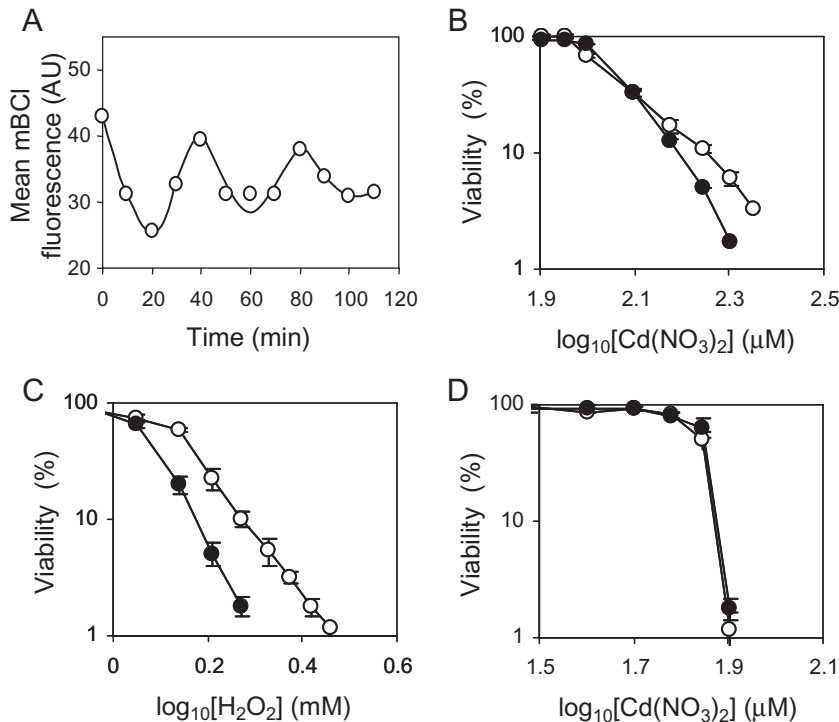 A
50
40
30
20
Mean mBCl
fluorescence (AU)
0 20 40 60 80 100 120
Time (min)
B
100
10
1
Viability (%)
1.9 2.1 2.3 2.5
log₁₀[Cd(NO₃)₂] (μM)
C
100
10
1
Viability (%)
0 0.2 0.4 0.6
log₁₀[H₂O₂] (mM)
D
100
10
1
Viability (%)
1.5 1.7 1.9 2.1
log₁₀[Cd(NO₃)₂] (μM)